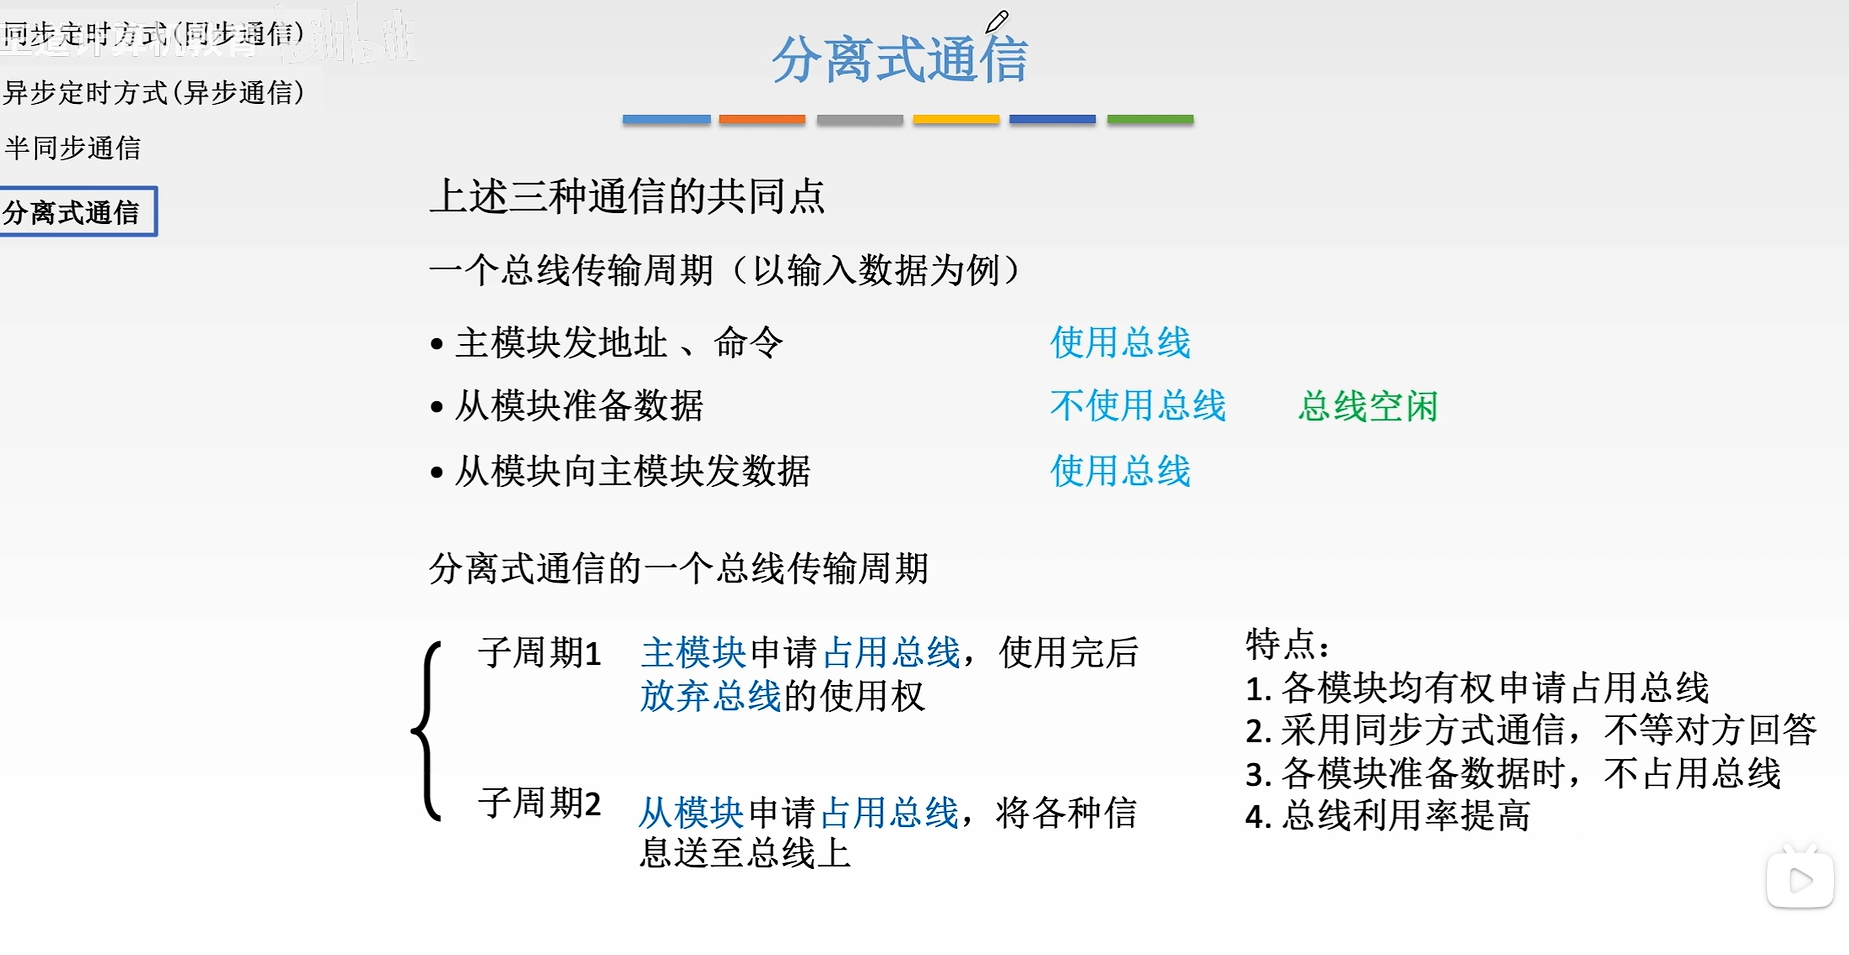 同步定时方式(同步通信)
异步定时方式(异步通信)
半同步通信
分离式通信
分离式通信
上述三种通信的共同点
一个总线传输周期（以输入数据为例）
• 主模块发地址 、命令 使用总线
• 从模块准备数据 不使用总线 总线空闲
• 从模块向主模块发数据 使用总线
分离式通信的一个总线传输周期
子周期1 主模块申请占用总线，使用完后
放弃总线的使用权
子周期2 从模块申请占用总线，将各种信
息送至总线上
特点：
1. 各模块均有权申请占用总线
2. 采用同步方式通信，不等对方回答
3. 各模块准备数据时，不占用总线
4. 总线利用率提高